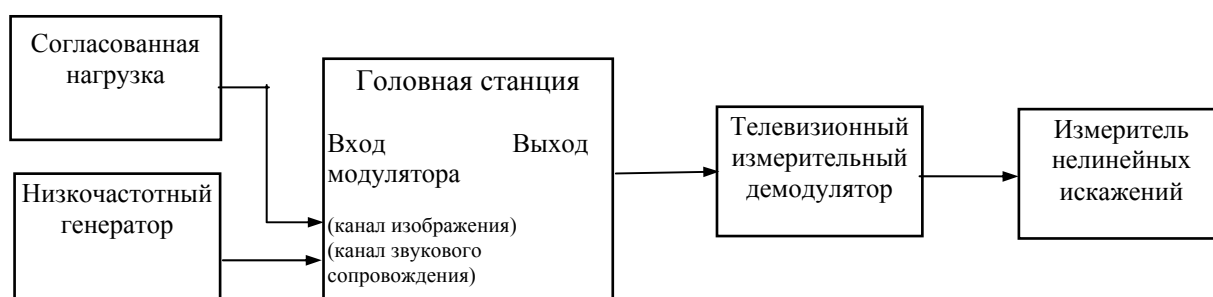 Согласованная
нагрузка
Низкочастотный
генератор
Головная станция
Вход Выход
модулятора
(канал изображения)
(канал звукового
сопровождения)
Телевизионный
измерительный
демодулятор
Измеритель
нелинейных
искажений